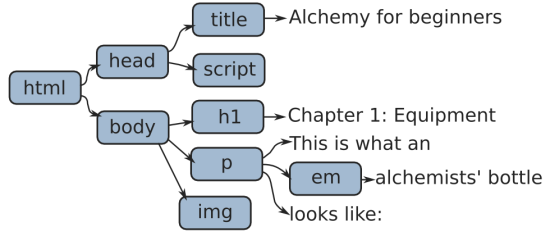 title
Alchemy for beginners
head
script
html
h1
Chapter 1: Equipment
body
This is what an
p
em
alchemists' bottle
img
looks like: